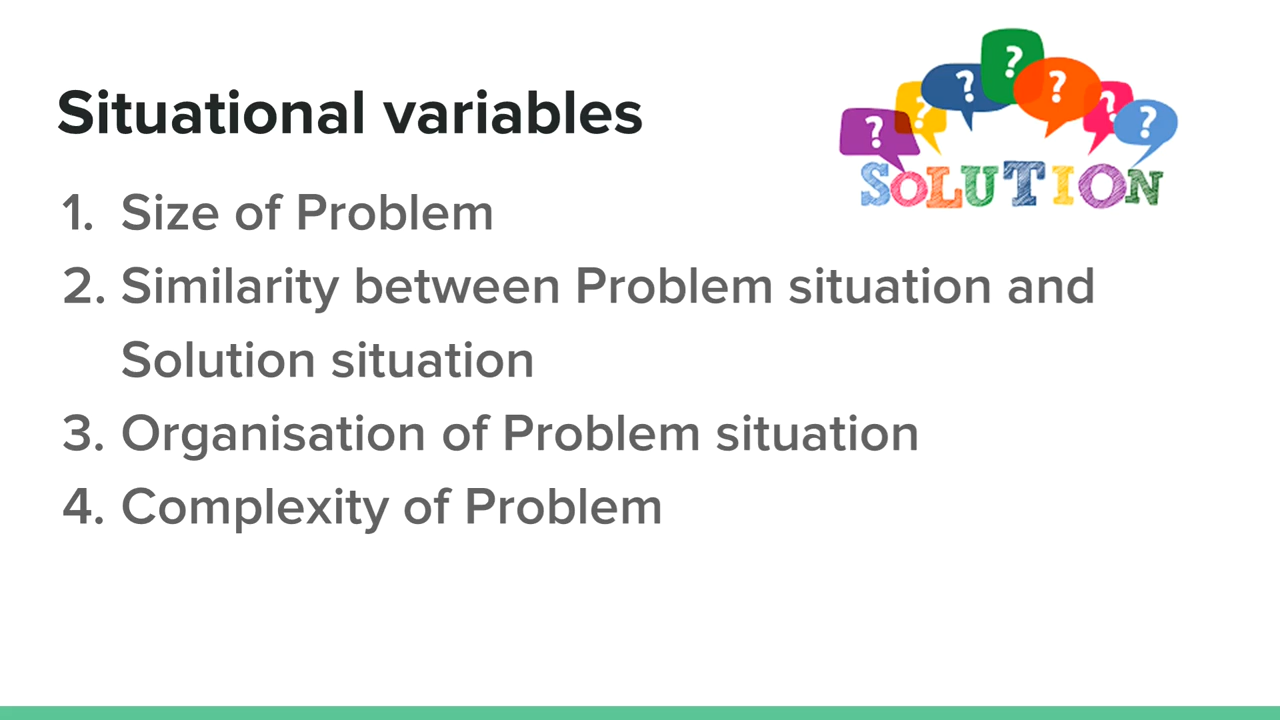 Situational variables
? ? ? ? ? ? ?
SOLUTION
1. Size of Problem
2. Similarity between Problem situation and
Solution situation
3. Organisation of Problem situation
4. Complexity of Problem